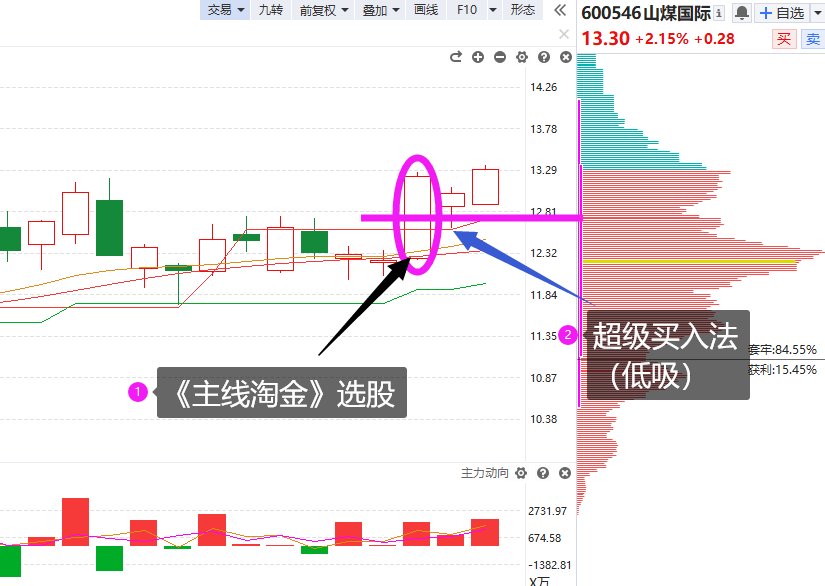 交易 九转 前复权 叠加 画线 F10 形态
600546山煤国际 自选
13.30 +2.15% +0.28 买 卖
14.26
13.78
13.29
12.81
12.32
11.84
11.35
10.87
10.38
2 超级买入法
（低吸）
套牢:84.55%
获利:15.45%
1 《主线淘金》选股
主力动向
2731.97
674.58
-1382.81
X万